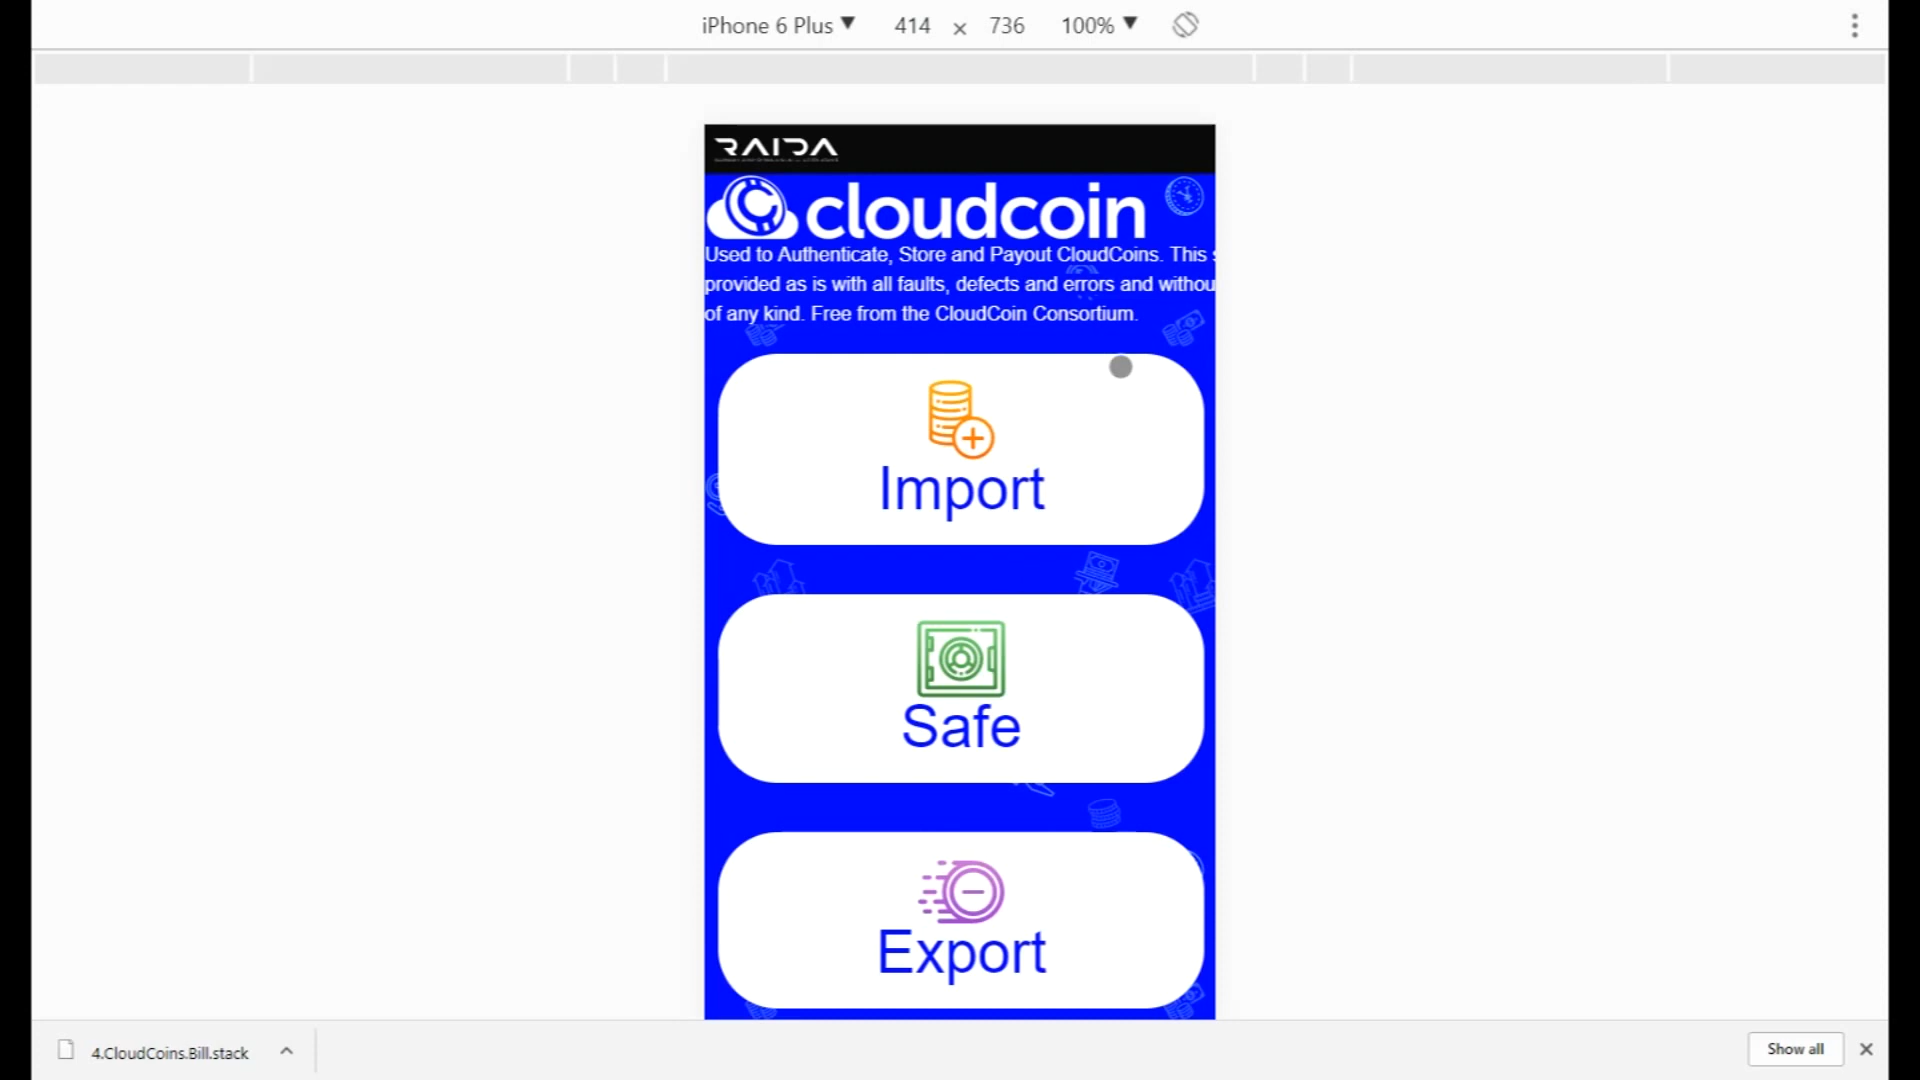 iPhone 6 Plus ▼ 414 × 736 100% ▼
RAIDA
cloudcoin
Used to Authenticate, Store and Payout CloudCoins. This
provided as is with all faults, defects and errors and withou
of any kind. Free from the CloudCoin Consortium.
Import
Safe
Export
4.CloudCoins.Bill.stack
Show all